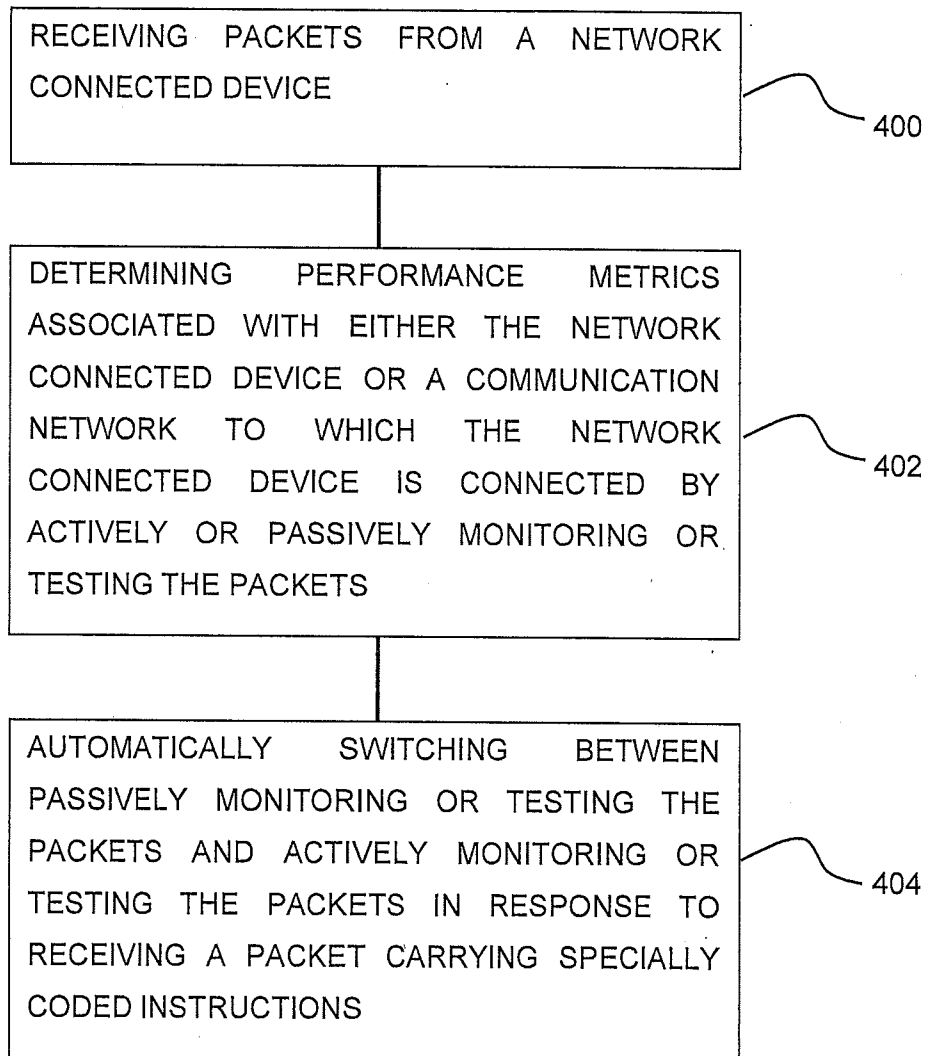 RECEIVING PACKETS FROM A NETWORK
CONNECTED DEVICE
400
DETERMINING PERFORMANCE METRICS
ASSOCIATED WITH EITHER THE NETWORK
CONNECTED DEVICE OR A COMMUNICATION
NETWORK TO WHICH THE NETWORK
CONNECTED DEVICE IS CONNECTED BY
ACTIVELY OR PASSIVELY MONITORING OR
TESTING THE PACKETS
402
AUTOMATICALLY SWITCHING BETWEEN
PASSIVELY MONITORING OR TESTING THE
PACKETS AND ACTIVELY MONITORING OR
TESTING THE PACKETS IN RESPONSE TO
RECEIVING A PACKET CARRYING SPECIALLY
CODED INSTRUCTIONS
404